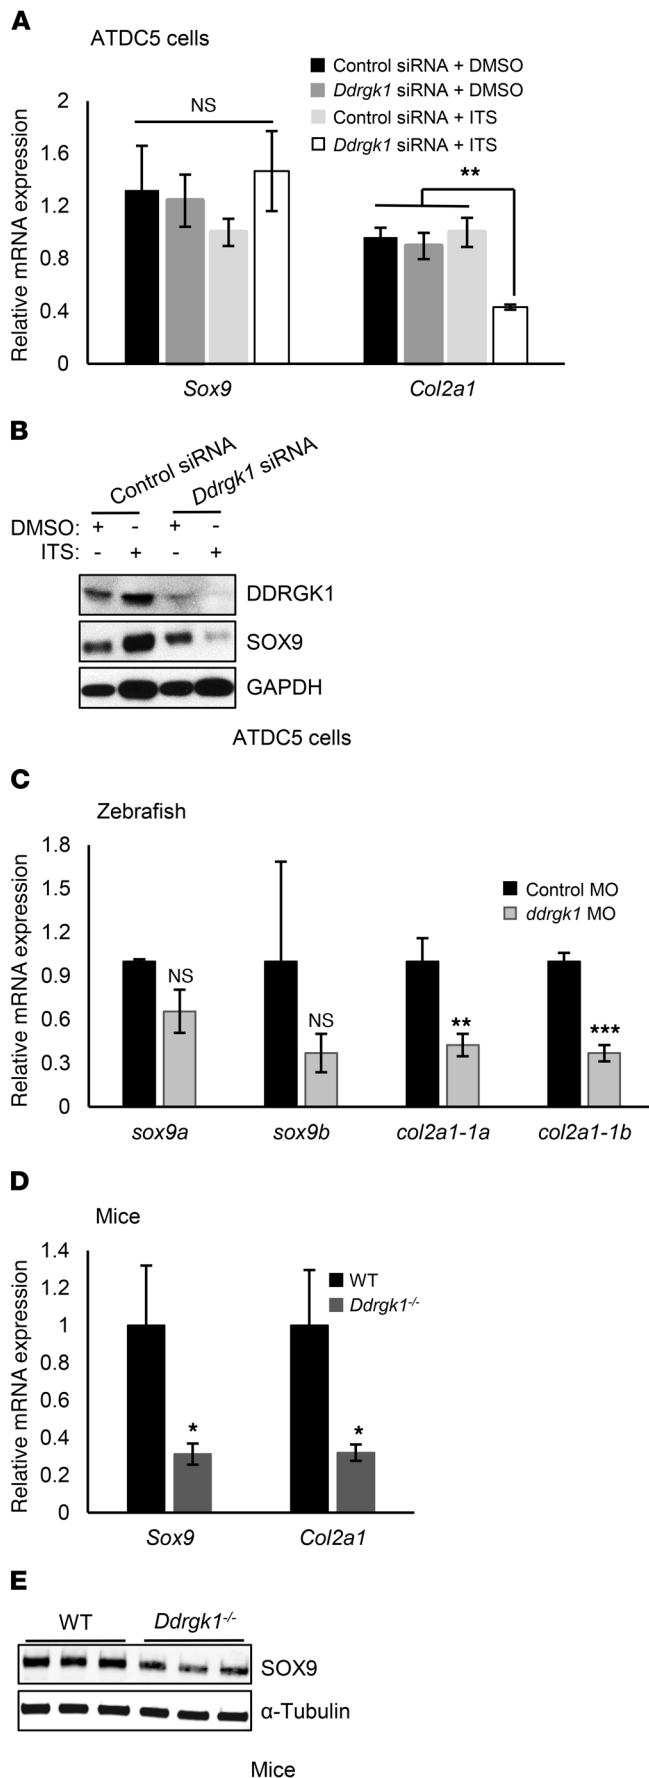 A
ATDC5 cells
Control siRNA + DMSO
Ddrgk1 siRNA + DMSO
Control siRNA + ITS
Ddrgk1 siRNA + ITS
Relative mRNA expression
2
1.6
1.2
0.8
0.4
0
NS
**
Sox9
Col2a1
B
Control siRNA
Ddrgk1 siRNA
DMSO: + - + -
ITS: - + - +
DDRGK1
SOX9
GAPDH
ATDC5 cells
C
Zebrafish
Control MO
ddrgk1 MO
Relative mRNA expression
1.8
1.5
1.2
0.9
0.6
0.3
0
NS
NS
**
***
sox9a
sox9b
col2a1-1a
col2a1-1b
D
Mice
WT
Ddrgk1-/-
Relative mRNA expression
1.4
1.2
1
0.8
0.6
0.4
0.2
0
*
*
Sox9
Col2a1
E
WT
Ddrgk1-/-
SOX9
α-Tubulin
Mice